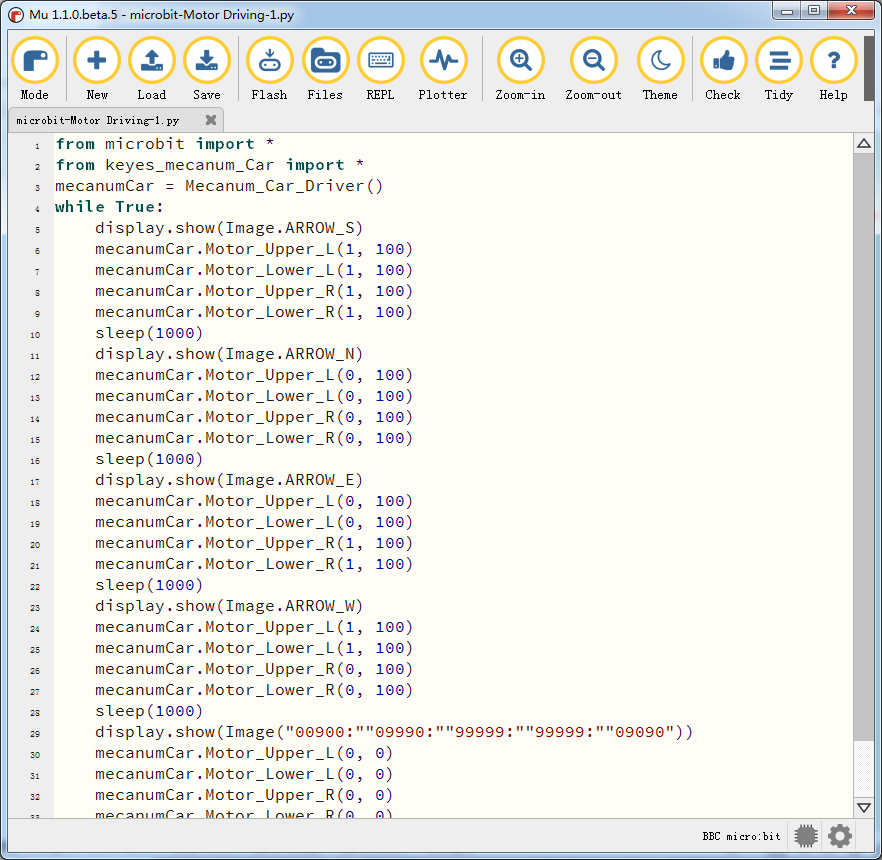 Mu 1.1.0.beta.5 - microbit-Motor Driving-1.py
Mode New Load Save Flash Files REPL Plotter Zoom-in Zoom-out Theme Check Tidy Help
microbit-Motor Driving-1.py
1 from microbit import *
2 from keyes_mecanum_Car import *
3 mecanumCar = Mecanum_Car_Driver()
4 while True:
5 display.show(Image.ARROW_S)
6 mecanumCar.Motor_Upper_L(1, 100)
7 mecanumCar.Motor_Lower_L(1, 100)
8 mecanumCar.Motor_Upper_R(1, 100)
9 mecanumCar.Motor_Lower_R(1, 100)
10 sleep(1000)
11 display.show(Image.ARROW_N)
12 mecanumCar.Motor_Upper_L(0, 100)
13 mecanumCar.Motor_Lower_L(0, 100)
14 mecanumCar.Motor_Upper_R(0, 100)
15 mecanumCar.Motor_Lower_R(0, 100)
16 sleep(1000)
17 display.show(Image.ARROW_E)
18 mecanumCar.Motor_Upper_L(0, 100)
19 mecanumCar.Motor_Lower_L(0, 100)
20 mecanumCar.Motor_Upper_R(1, 100)
21 mecanumCar.Motor_Lower_R(1, 100)
22 sleep(1000)
23 display.show(Image.ARROW_W)
24 mecanumCar.Motor_Upper_L(1, 100)
25 mecanumCar.Motor_Lower_L(1, 100)
26 mecanumCar.Motor_Upper_R(0, 100)
27 mecanumCar.Motor_Lower_R(0, 100)
28 sleep(1000)
29 display.show(Image("00900:""09990:""99999:""99999:""09090"))
30 mecanumCar.Motor_Upper_L(0, 0)
31 mecanumCar.Motor_Lower_L(0, 0)
32 mecanumCar.Motor_Upper_R(0, 0)
33 mecanumCar.Motor_Lower_R(0, 0)
BBC micro:bit